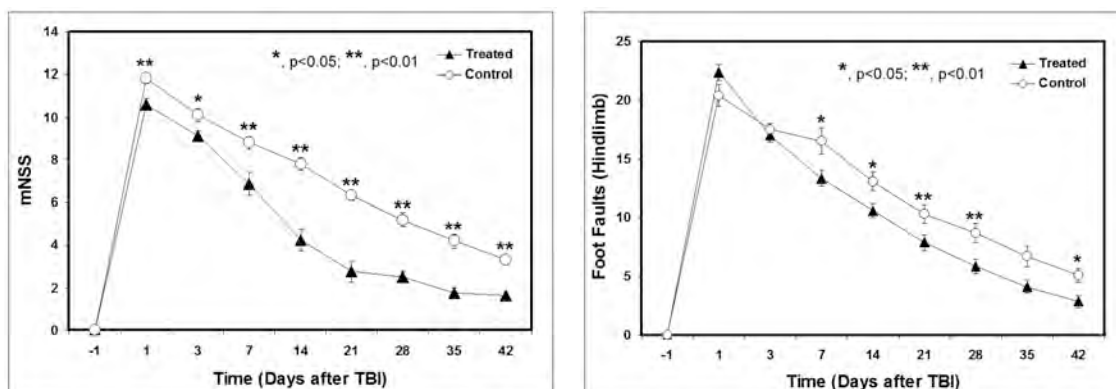 14
12
10
8
6
4
2
0
mNSS
**
*
**
**
**
**
**
**
*, p<0.05; **, p<0.01
Treated
Control
-1 1 3 7 14 21 28 35 42
Time (Days after TBI)
25
20
15
10
5
0
Foot Faults (Hindlimb)
*, p<0.05; **, p<0.01
Treated
Control
*
*
**
**
*
-1 1 3 7 14 21 28 35 42
Time (Days after TBI)